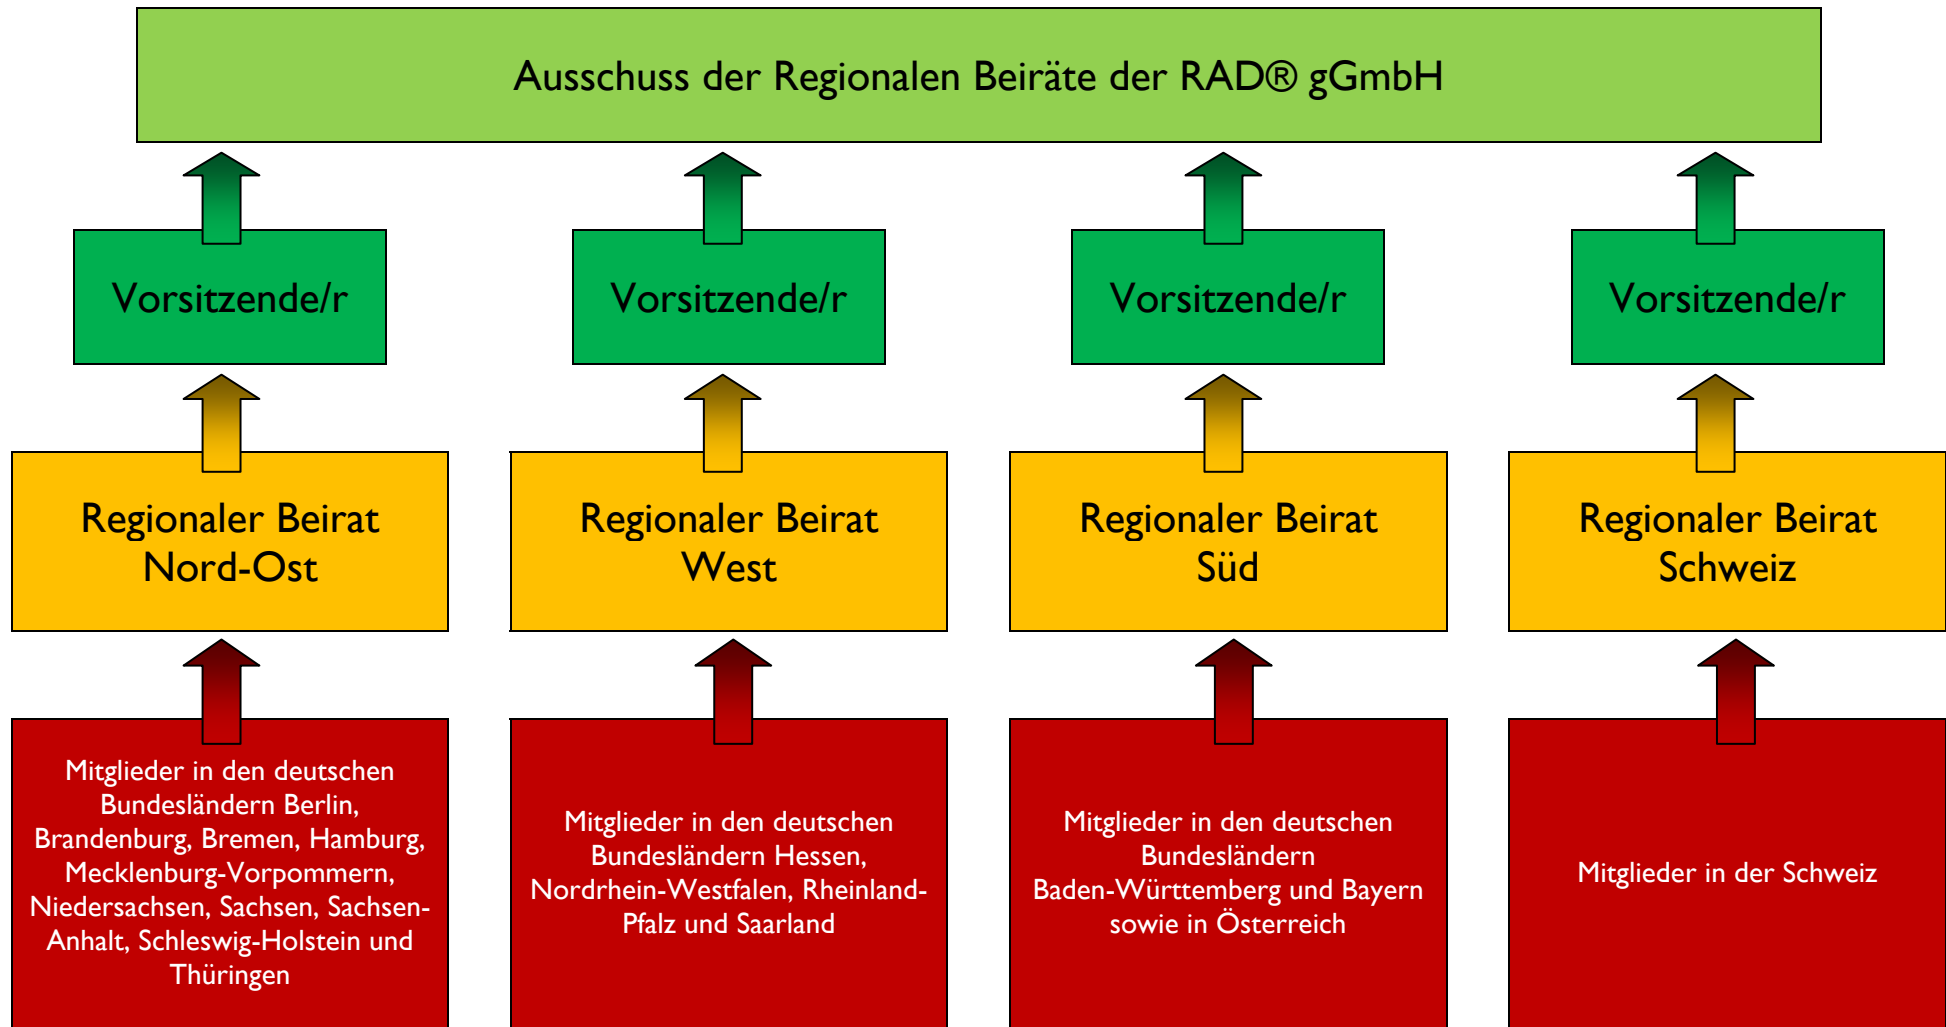 Ausschuss der Regionalen Beiräte der RAD® gGmbH
Vorsitzende/r
Vorsitzende/r
Vorsitzende/r
Vorsitzende/r
Regionaler Beirat
Nord-Ost
Regionaler Beirat
West
Regionaler Beirat
Süd
Regionaler Beirat
Schweiz
Mitglieder in den deutschen
Bundesländern Berlin,
Brandenburg, Bremen, Hamburg,
Mecklenburg-Vorpommern,
Niedersachsen, Sachsen, Sachsen-
Anhalt, Schleswig-Holstein und
Thüringen
Mitglieder in den deutschen
Bundesländern Hessen,
Nordrhein-Westfalen, Rheinland-
Pfalz und Saarland
Mitglieder in den deutschen
Bundesländern
Baden-Württemberg und Bayern
sowie in Österreich
Mitglieder in der Schweiz